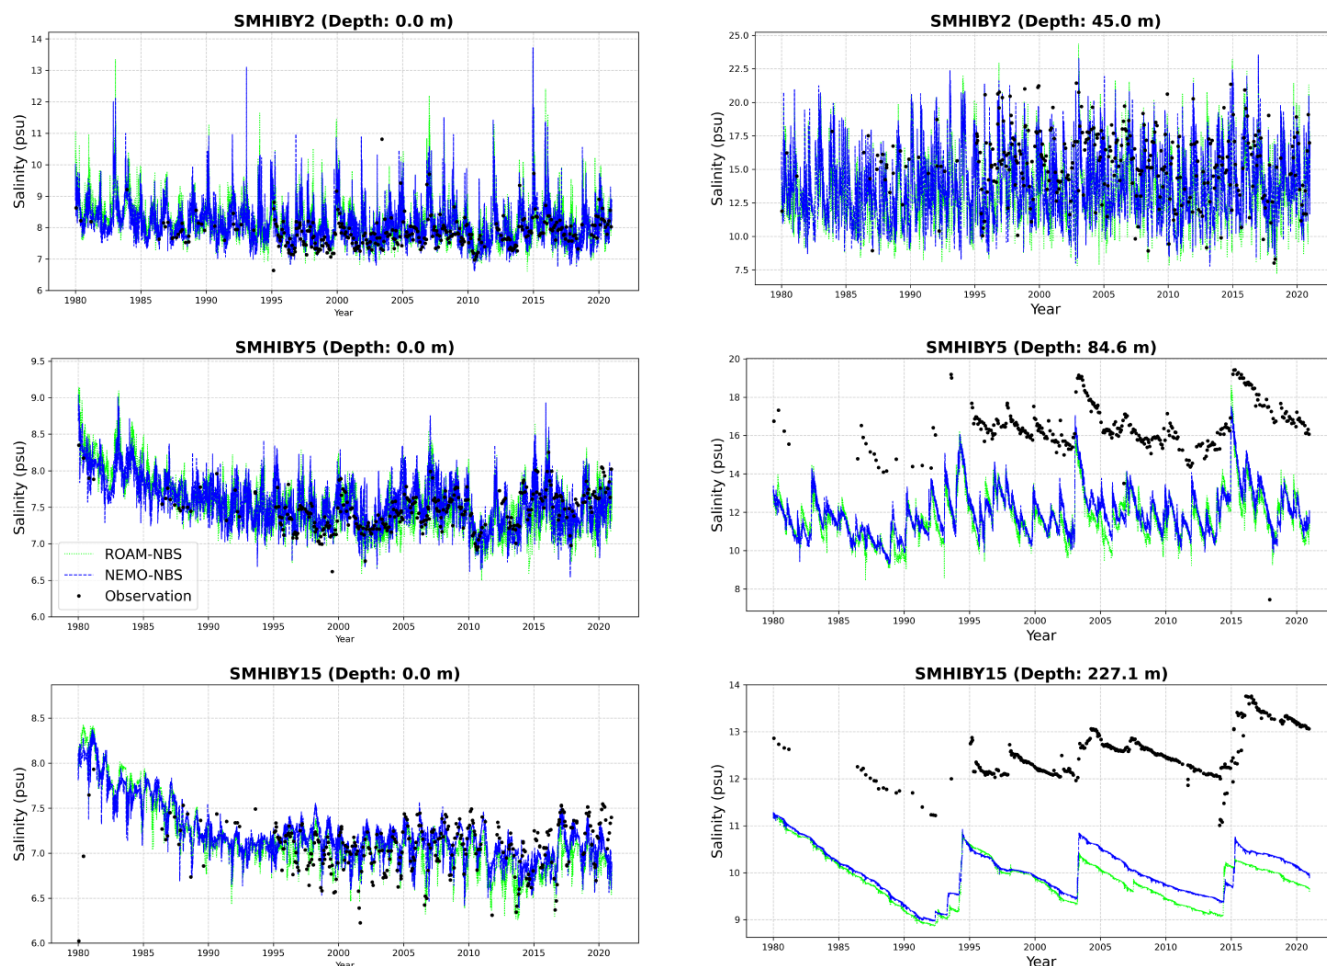 SMHIBY2 (Depth: 0.0 m)
14
13
12
11
10
9
8
7
6
Salinity (psu)
1980 1985 1990 1995 2000 2005 2010 2015 2020
Year
SMHIBY2 (Depth: 45.0 m)
25.0
22.5
20.0
17.5
15.0
12.5
10.0
7.5
Salinity (psu)
1980 1985 1990 1995 2000 2005 2010 2015 2020
Year
SMHIBY5 (Depth: 0.0 m)
9.5
9.0
8.5
8.0
7.5
7.0
6.5
6.0
Salinity (psu)
ROAM-NBS
NEMO-NBS
Observation
1980 1985 1990 1995 2000 2005 2010 2015 2020
Year
SMHIBY5 (Depth: 84.6 m)
20
18
16
14
12
10
8
Salinity (psu)
1980 1985 1990 1995 2000 2005 2010 2015 2020
Year
SMHIBY15 (Depth: 0.0 m)
8.5
8.0
7.5
7.0
6.5
6.0
Salinity (psu)
1980 1985 1990 1995 2000 2005 2010 2015 2020
Year
SMHIBY15 (Depth: 227.1 m)
14
13
12
11
10
9
Salinity (psu)
1980 1985 1990 1995 2000 2005 2010 2015 2020
Year